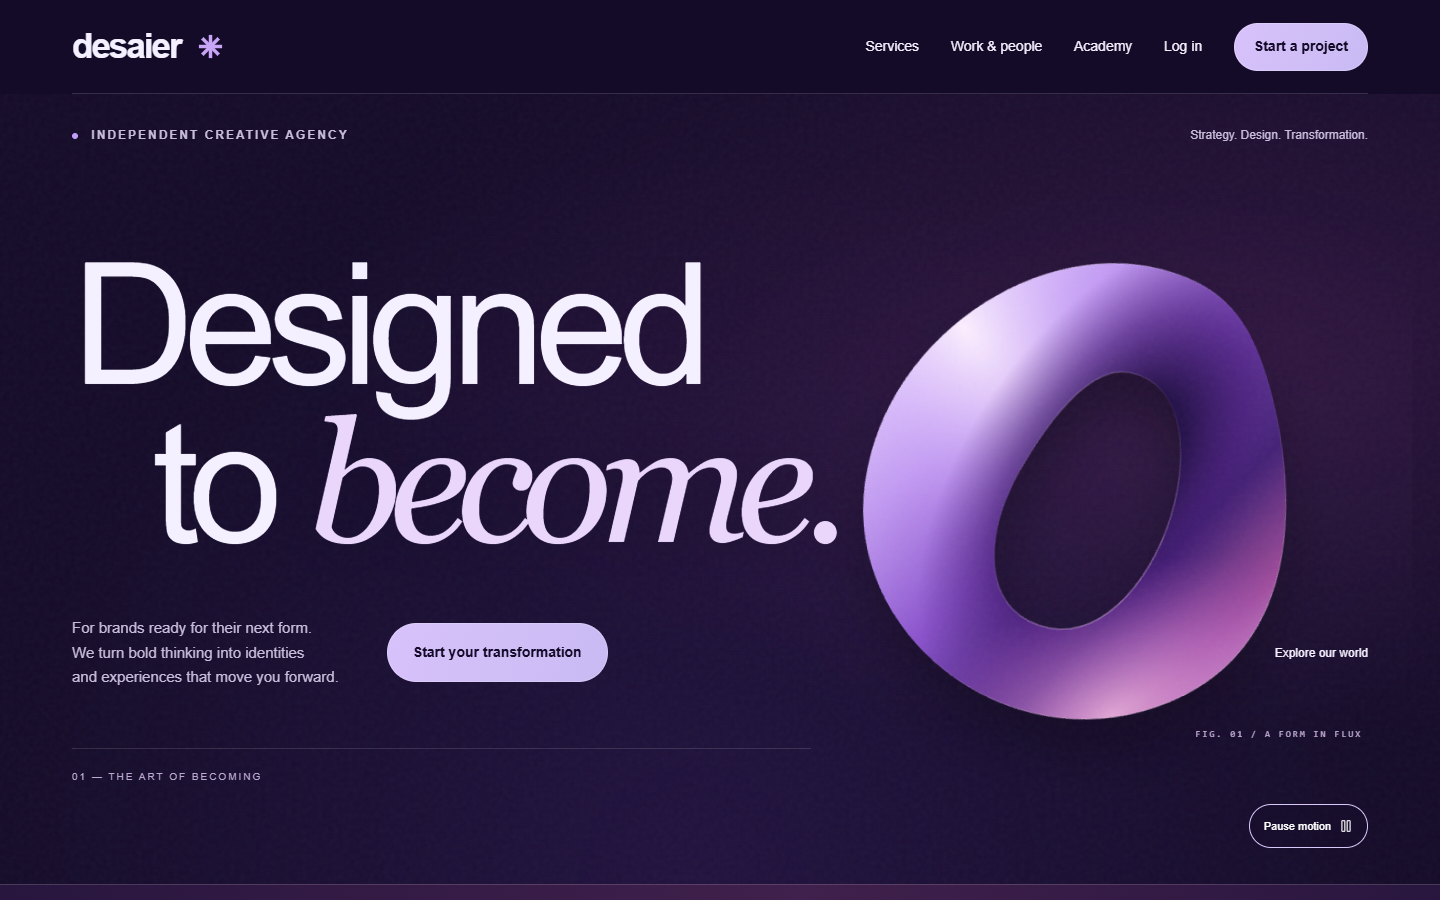 desaier
Services
Work & people
Academy
Log in
Start a project
INDEPENDENT CREATIVE AGENCY
Strategy. Design. Transformation.
Designed
to become.
For brands ready for their next form.
We turn bold thinking into identities
and experiences that move you forward.
Start your transformation
Explore our world
FIG. 01 / A FORM IN FLUX
01 — THE ART OF BECOMING
Pause motion